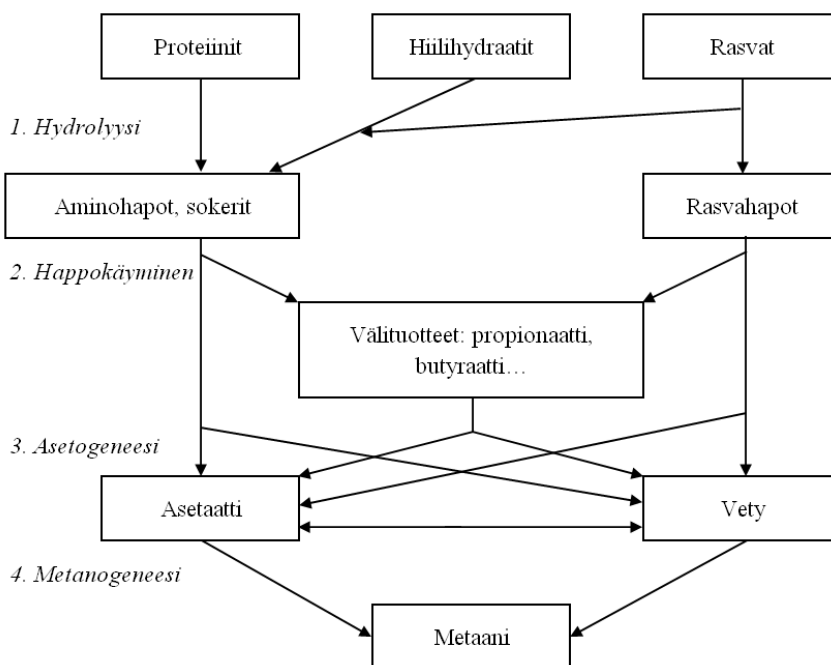 Proteiinit
Hiilihydraatit
Rasvat
1. Hydrolyysi
Aminohapot, sokerit
Rasvahapot
2. Happokäyminen
Välituotteet: propionaatti,
butyraatti…
3. Asetogeneesi
Asetaatti
Vety
4. Metanogeneesi
Metaani